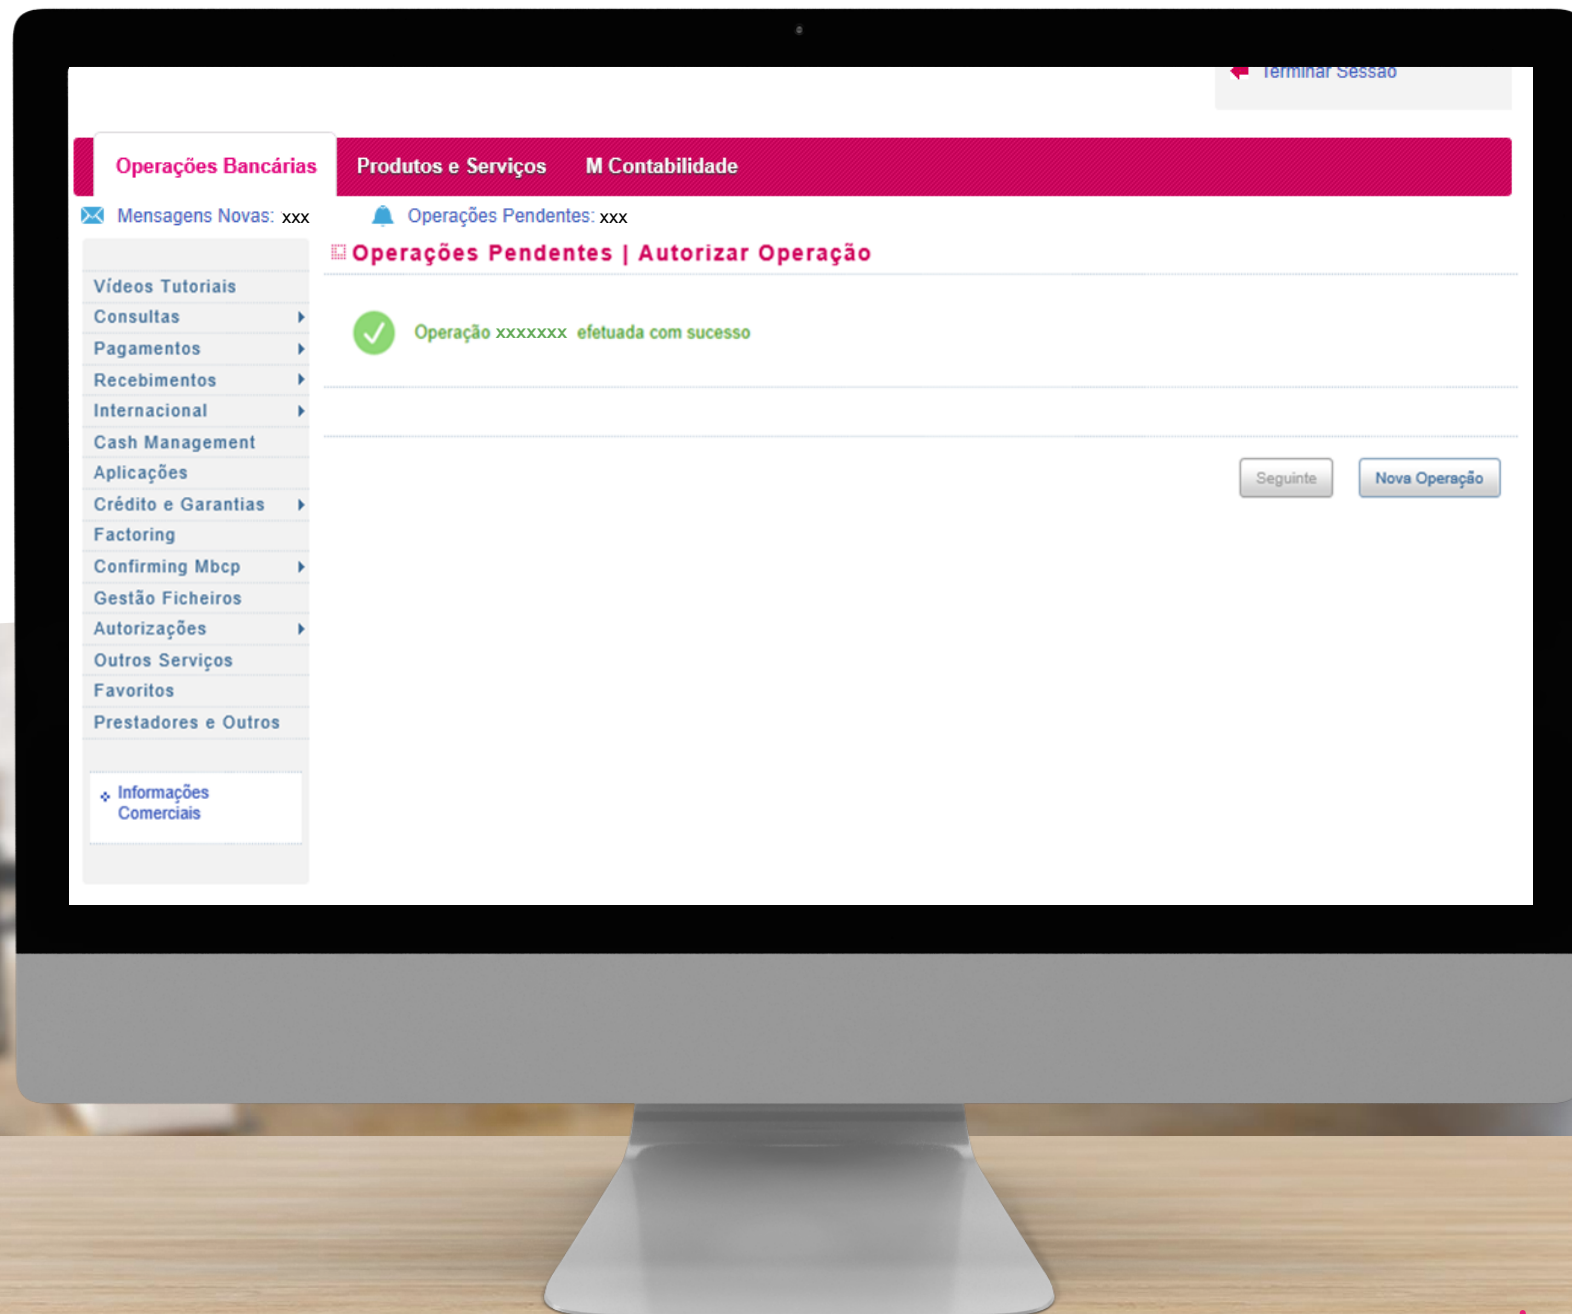 Terminar Sessão
Operações Bancárias Produtos e Serviços M Contabilidade
Mensagens Novas: xxx Operações Pendentes: xxx
Operações Pendentes | Autorizar Operação
Vídeos Tutoriais
Consultas
Pagamentos
Recebimentos
Internacional
Cash Management
Aplicações
Crédito e Garantias
Factoring
Confirming Mbcp
Gestão Ficheiros
Autorizações
Outros Serviços
Favoritos
Prestadores e Outros
Informações
Comerciais
Operação xxxxxxx efetuada com sucesso
Seguinte Nova Operação